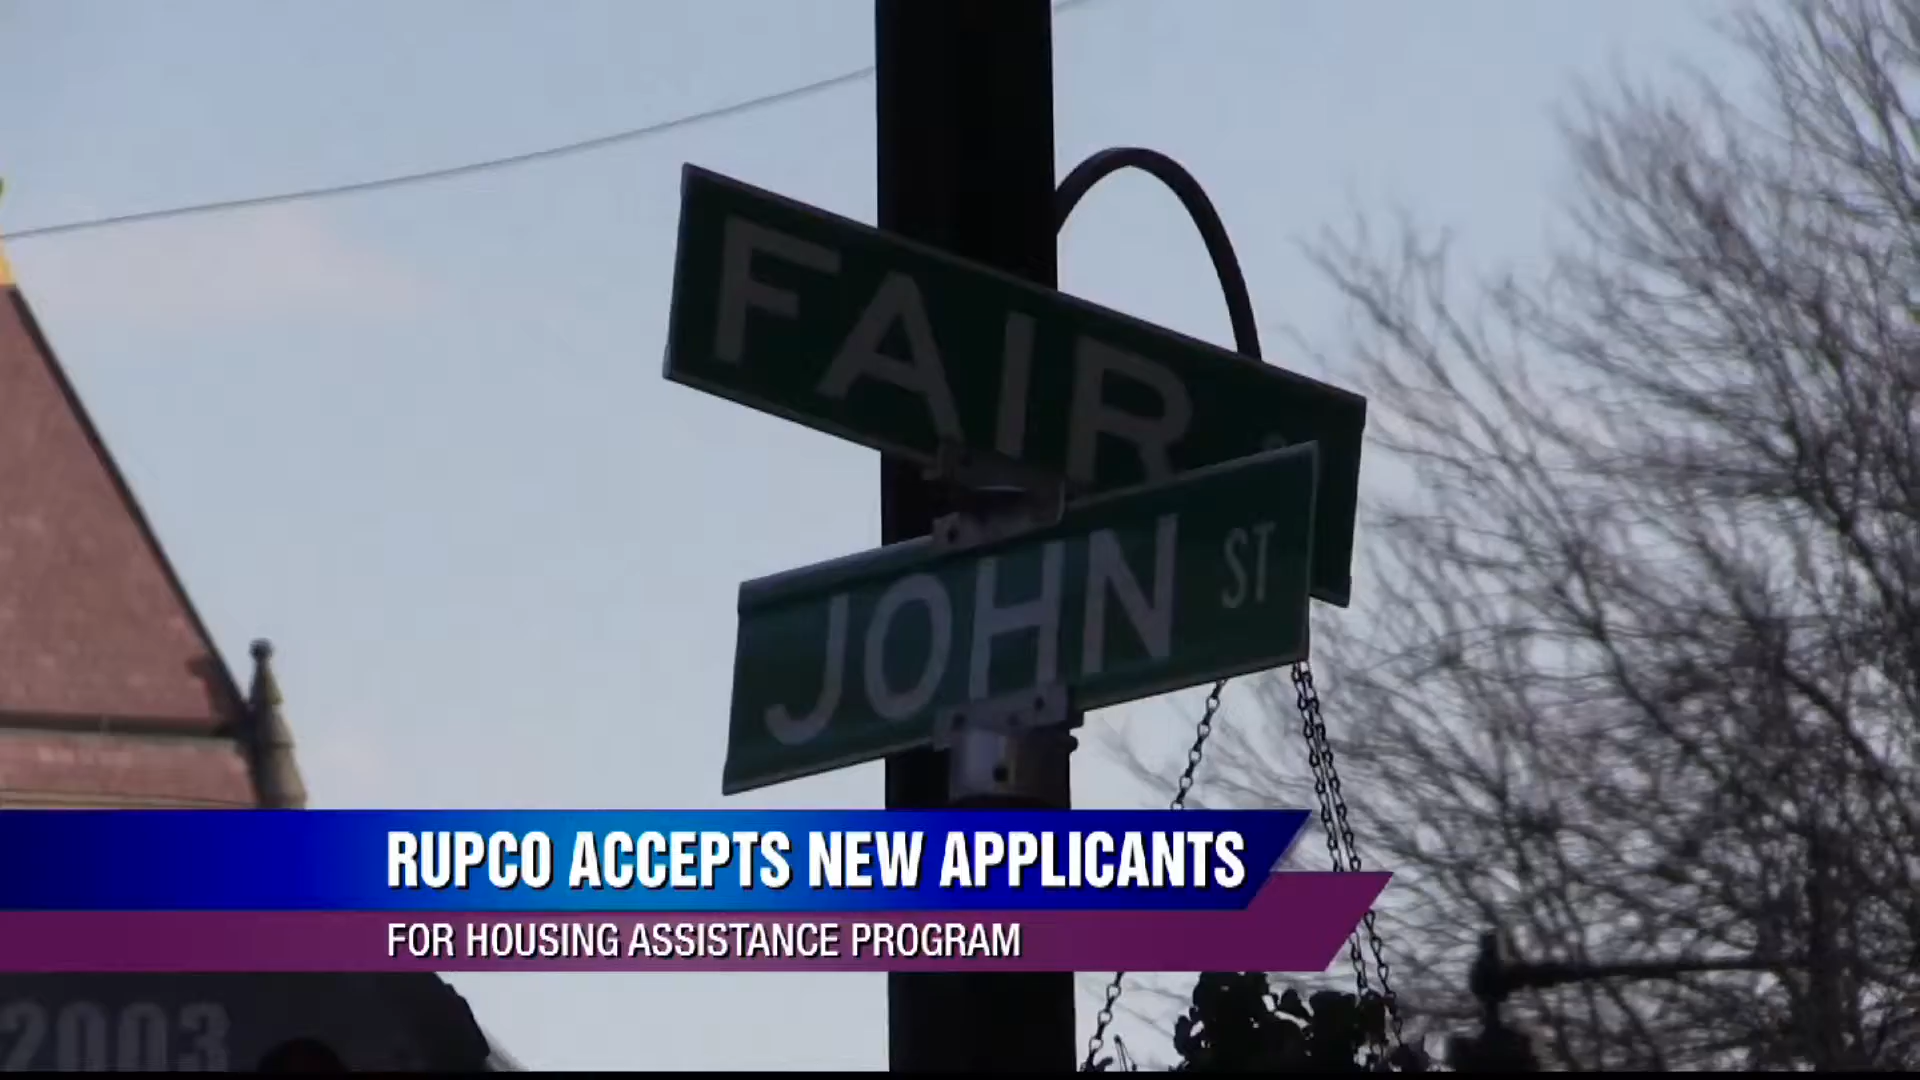 FAIR
JOHN ST
RUPCO ACCEPTS NEW APPLICANTS
FOR HOUSING ASSISTANCE PROGRAM
2003